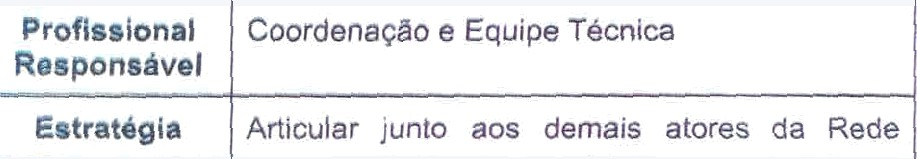 Profissional Responsável
Coordenação e Equipe Técnica
Estratégia
Articular junto aos demais atores da Rede